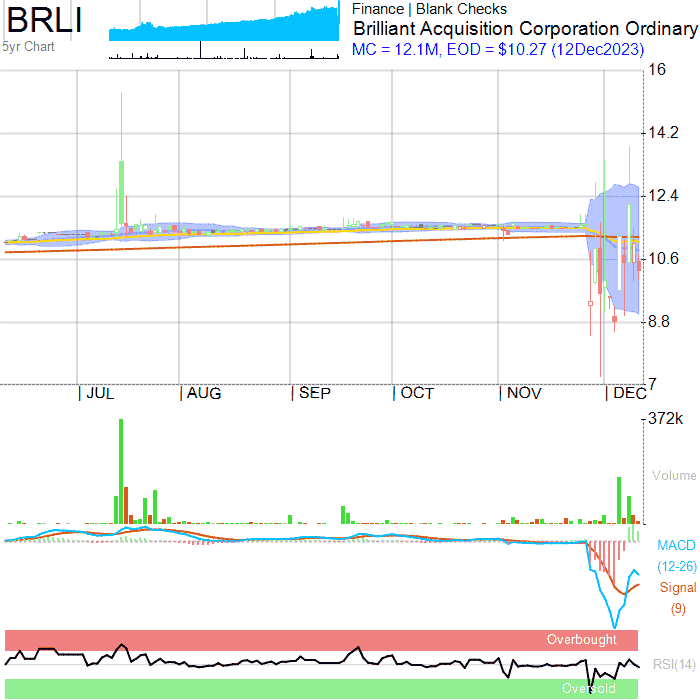 BRLI
5yr Chart
Finance | Blank Checks
Brilliant Acquisition Corporation Ordinary
MC = 12.1M, EOD = $10.27 (12Dec2023)
16
14.2
12.4
10.6
8.8
7
JUL
AUG
SEP
OCT
NOV
DEC
372k
Volume
MACD
(12-26)
Signal
(9)
Overbought
RSI(14)
Oversold